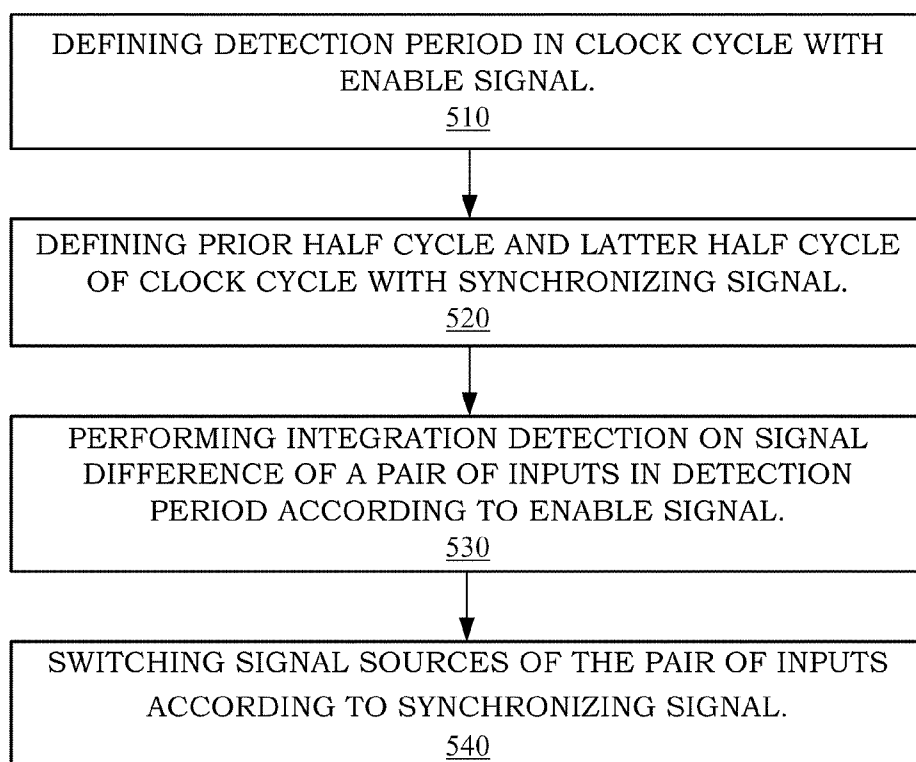 DEFINING DETECTION PERIOD IN CLOCK CYCLE WITH
ENABLE SIGNAL.
510
DEFINING PRIOR HALF CYCLE AND LATTER HALF CYCLE
OF CLOCK CYCLE WITH SYNCHRONIZING SIGNAL.
520
PERFORMING INTEGRATION DETECTION ON SIGNAL
DIFFERENCE OF A PAIR OF INPUTS IN DETECTION
PERIOD ACCORDING TO ENABLE SIGNAL.
530
SWITCHING SIGNAL SOURCES OF THE PAIR OF INPUTS
ACCORDING TO SYNCHRONIZING SIGNAL.
540